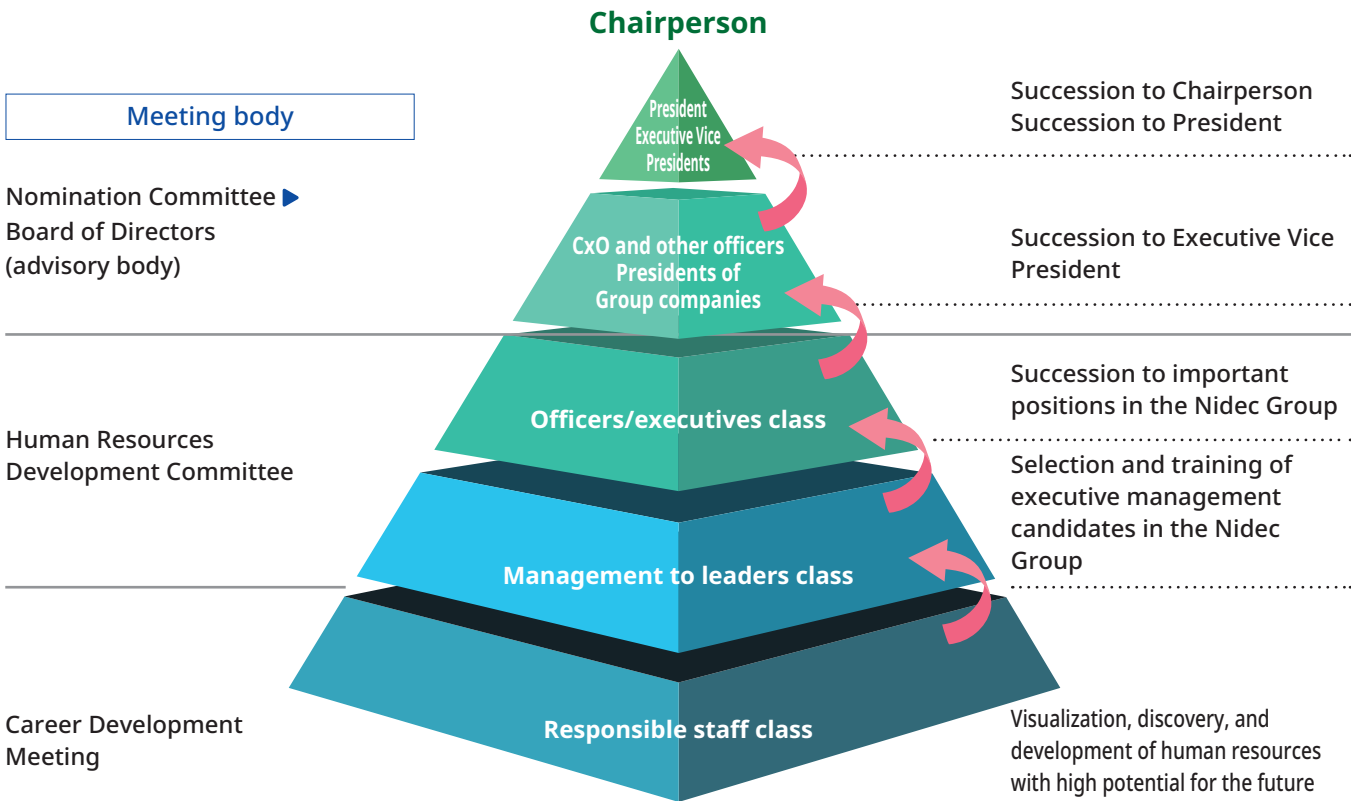 Chairperson
Meeting body
President
Executive Vice
Presidents
Succession to Chairperson
Succession to President
Nomination Committee ▶
Board of Directors
(advisory body)
CxO and other officers
Presidents of
Group companies
Succession to Executive Vice
President
Human Resources
Development Committee
Officers/executives class
Succession to important
positions in the Nidec Group
Management to leaders class
Selection and training of
executive management
candidates in the Nidec
Group
Career Development
Meeting
Responsible staff class
Visualization, discovery, and
development of human resources
with high potential for the future